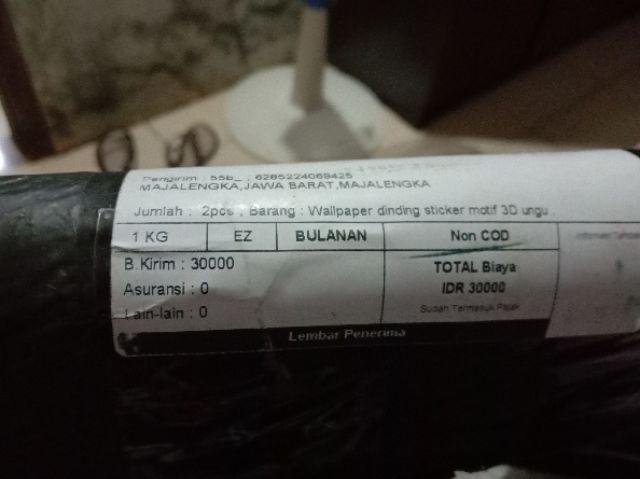 Pengirim : 55b_ ; 6285224069425
MAJALENGKA,JAWA BARAT,MAJALENGKA
Jumlah : 2pcs ; Barang : Wallpaper dinding sticker motif 3D ungu .
1 KG EZ BULANAN Non COD
B.Kirim : 30000
Asuransi : 0
Lain-lain : 0
TOTAL Biaya
IDR 30000
Sudah Termasuk Pajak
Lembar Penerima